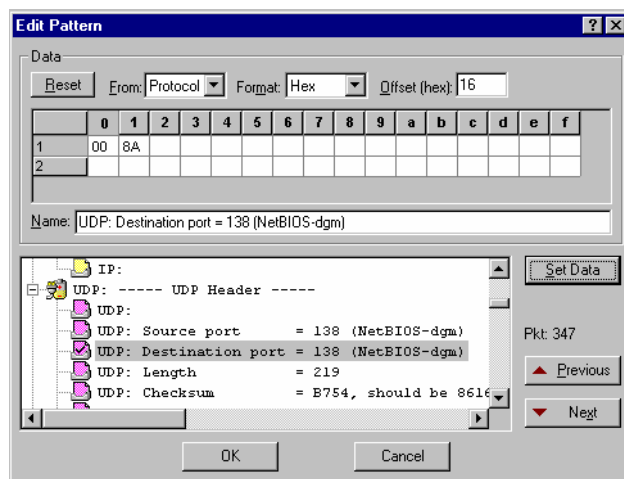 Edit Pattern
Data
Reset From: Protocol Format: Hex Offset (hex): 16
0 1 2 3 4 5 6 7 8 9 a b c d e f
1 00 8A
2
Name: UDP: Destination port = 138 (NetBIOS-dgm)
IP:
UDP: ----- UDP Header -----
UDP:
UDP: Source port = 138 (NetBIOS-dgm)
UDP: Destination port = 138 (NetBIOS-dgm)
UDP: Length = 219
UDP: Checksum = B754, should be 8616
Set Data
Pkt: 347
Previous
Next
OK Cancel